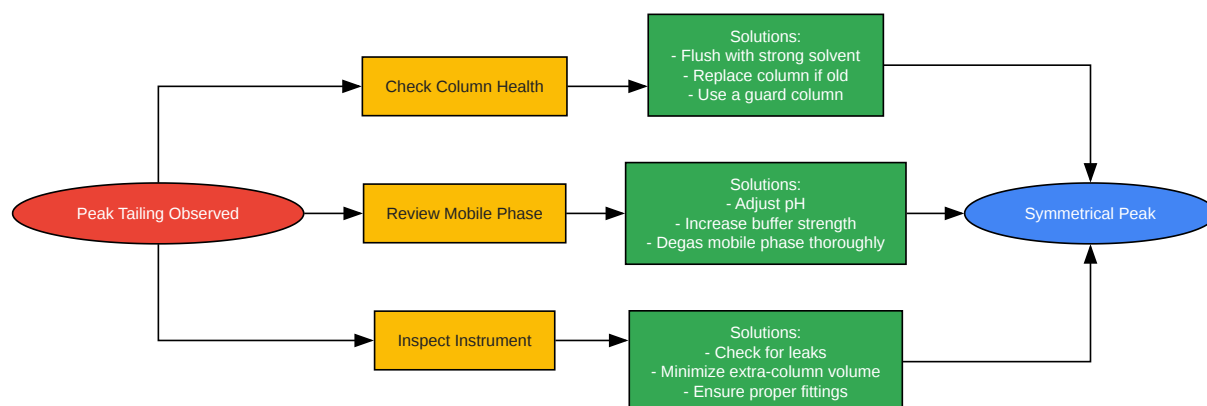 Peak Tailing Observed
Check Column Health
Solutions:
- Flush with strong solvent
- Replace column if old
- Use a guard column
Review Mobile Phase
Solutions:
- Adjust pH
- Increase buffer strength
- Degas mobile phase thoroughly
Inspect Instrument
Solutions:
- Check for leaks
- Minimize extra-column volume
- Ensure proper fittings
Symmetrical Peak